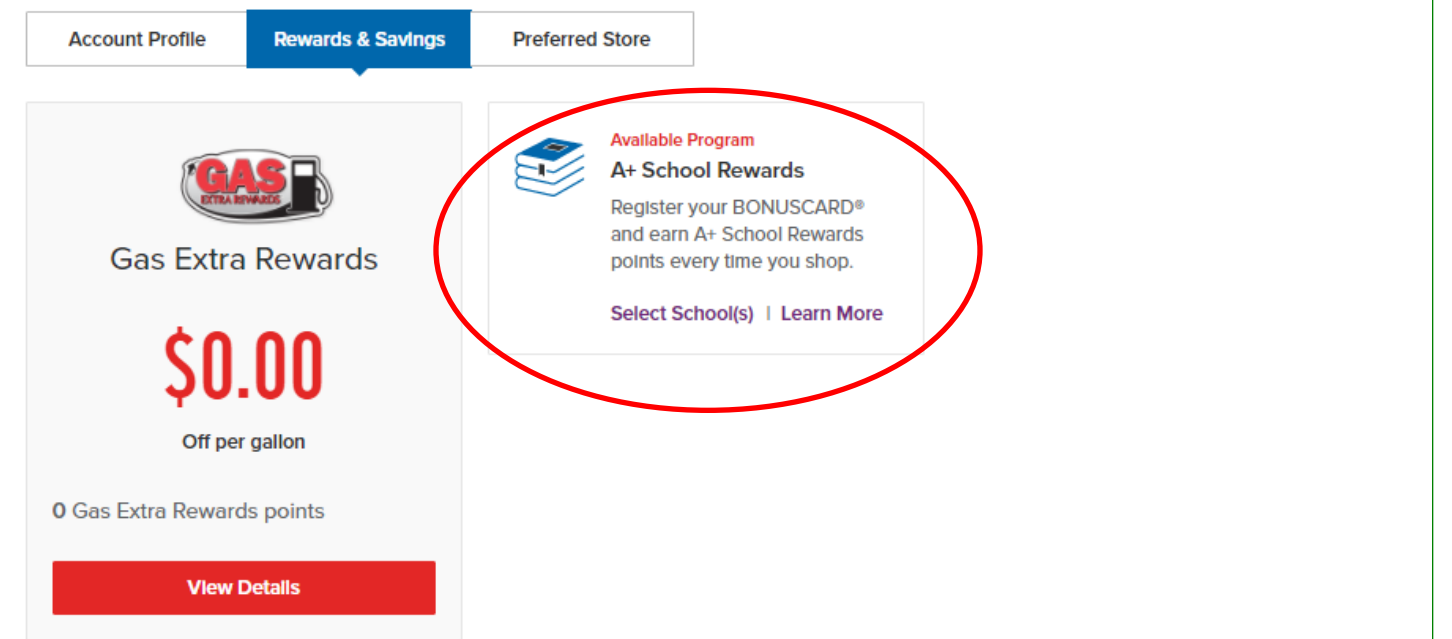 Account Profile
Rewards & Savings
Preferred Store
GAS
EXTRA REWARDS
Gas Extra Rewards
$0.00
Off per gallon
0 Gas Extra Rewards points
View Details
Available Program
A+ School Rewards
Register your BONUSCARD®
and earn A+ School Rewards
points every time you shop.
Select School(s) | Learn More